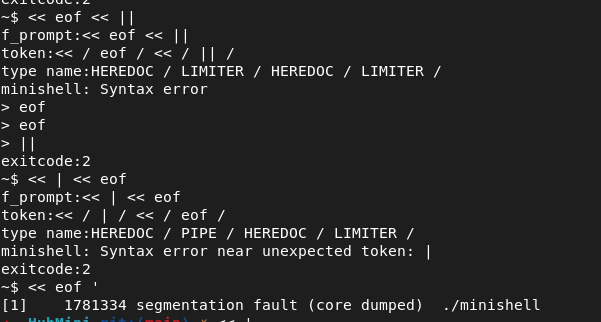 exitcode:2
~$ << eof << ||
f_prompt:<< eof << ||
token:<< / eof / << / || /
type name:HEREDOC / LIMITER / HEREDOC / LIMITER /
minishell: Syntax error
> eof
> eof
> ||
exitcode:2
~$ << | << eof
f_prompt:<< | << eof
token:<< / | / << / eof /
type name:HEREDOC / PIPE / HEREDOC / LIMITER /
minishell: Syntax error near unexpected token: |
exitcode:2
~$ << eof '
[1]    1781334 segmentation fault (core dumped)  ./minishell